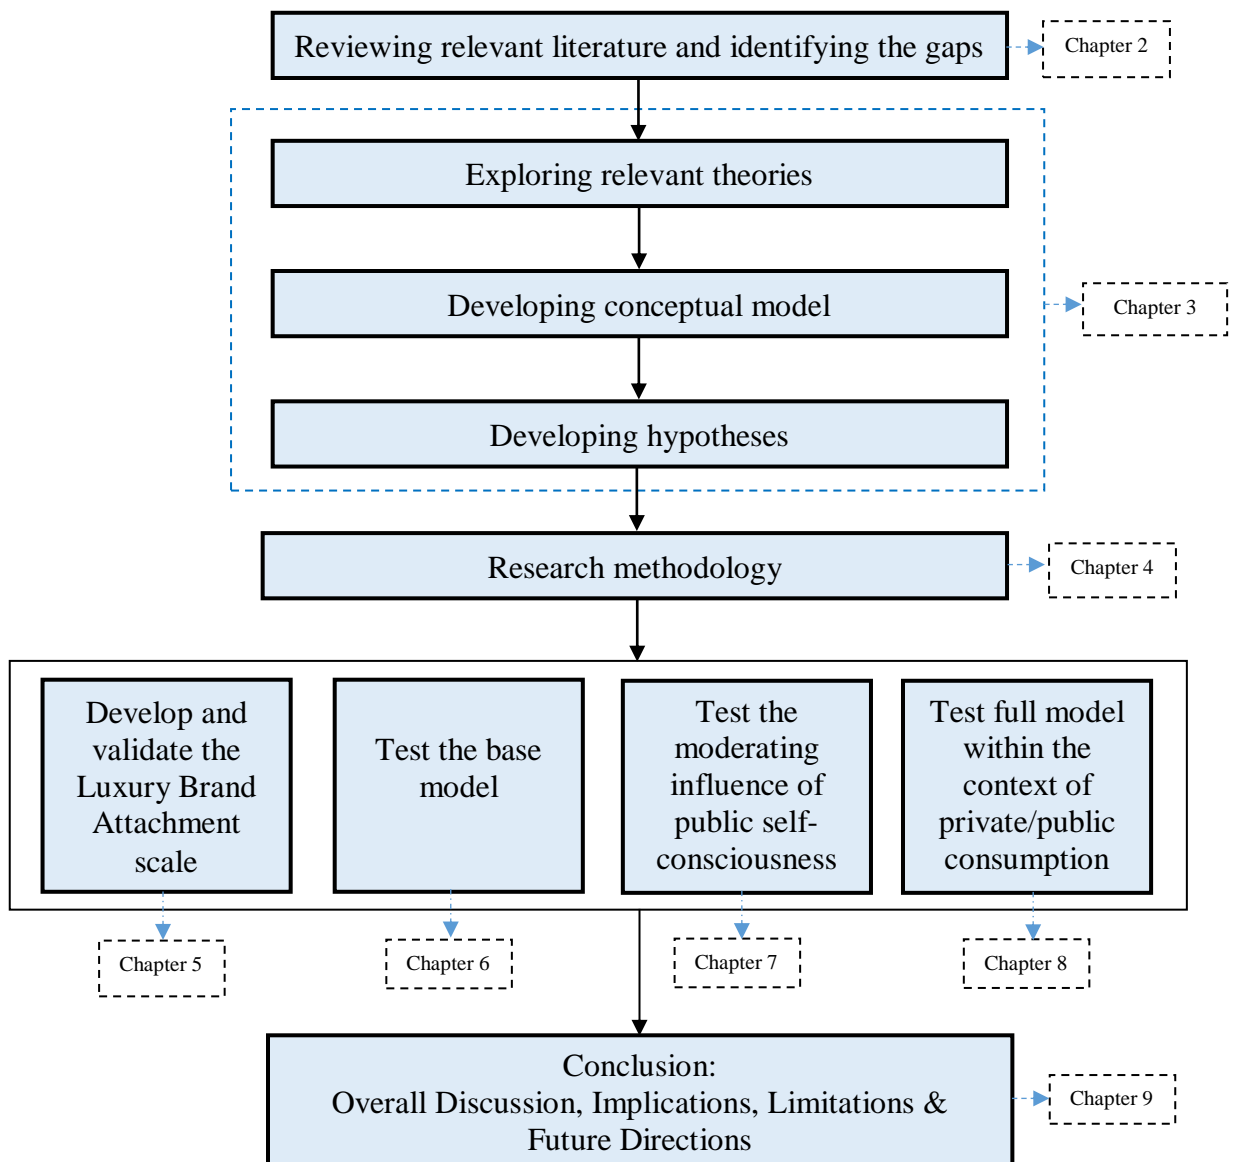 Reviewing relevant literature and identifying the gaps
Chapter 2
Exploring relevant theories
Developing conceptual model
Chapter 3
Developing hypotheses
Research methodology
Chapter 4
Develop and
validate the
Luxury Brand
Attachment
scale
Test the base
model
Test the
moderating
influence of
public self-
consciousness
Test full model
within the
context of
private/public
consumption
Chapter 5
Chapter 6
Chapter 7
Chapter 8
Conclusion:
Overall Discussion, Implications, Limitations &
Future Directions
Chapter 9